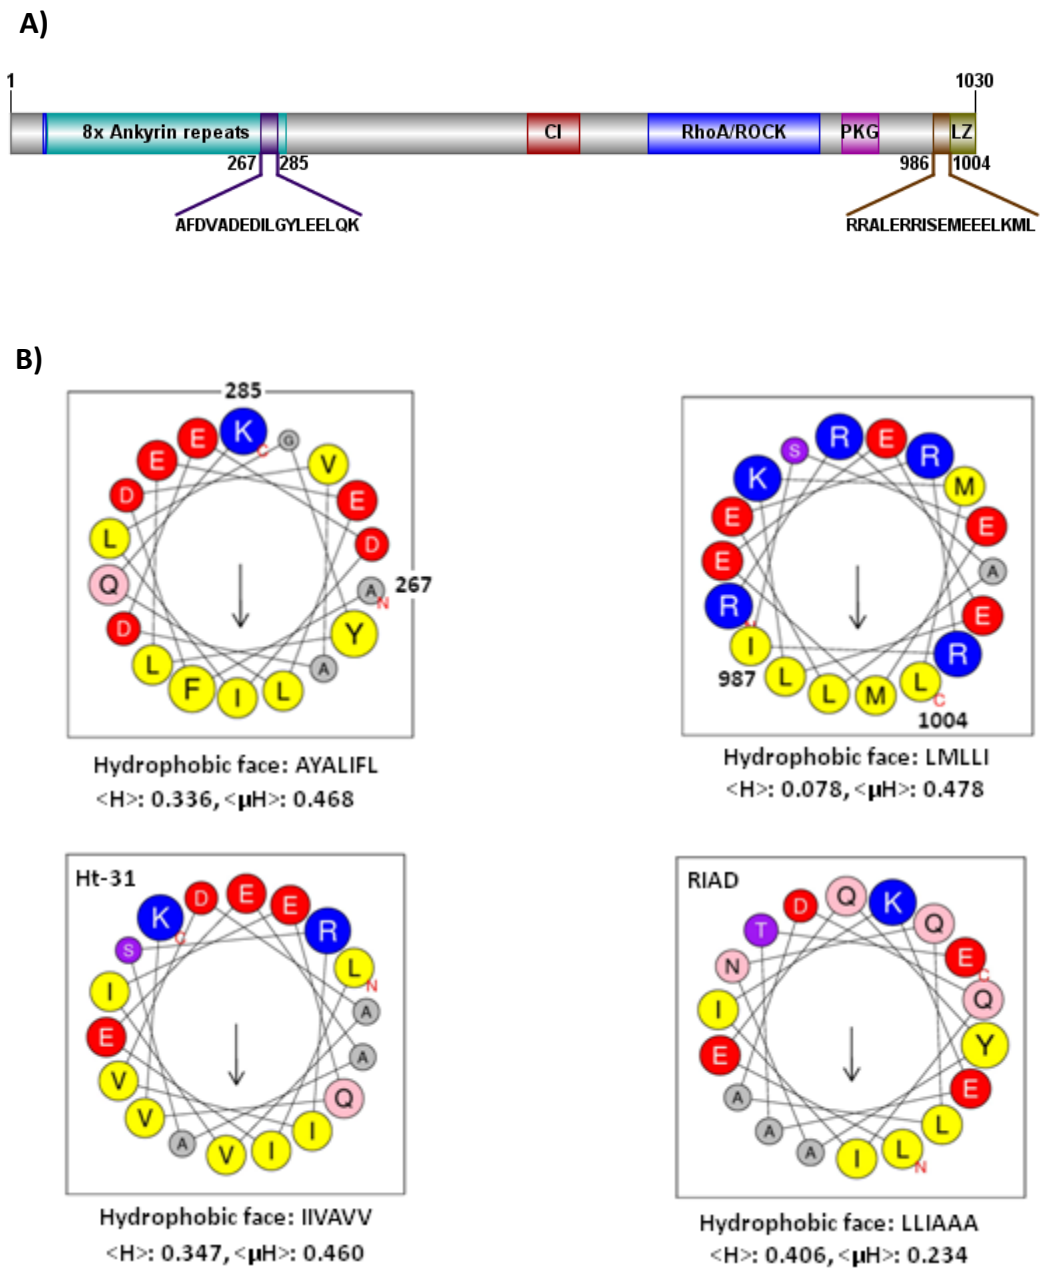 A)
1
1030
8x Ankyrin repeats
CI
RhoA/ROCK
PKG
LZ
267
285
986
1004
AFDVADEDILGYLEELQK
RRALERRISEMEEELKML
B)
285
K
C
G
V
E
D
A
N
267
Y
A
L
I
F
L
D
Q
L
D
E
E
Hydrophobic face: AYALIFL
<H>: 0.336, <μH>: 0.468
S
R
E
R
M
E
A
E
R
L
C
1004
M
L
L
987
I
R
N
E
E
K
Hydrophobic face: LMLLI
<H>: 0.078, <μH>: 0.478
Ht-31
K
C
D
E
E
R
L
N
A
A
Q
I
I
V
A
V
V
E
I
S
Hydrophobic face: IIVAVV
<H>: 0.347, <μH>: 0.460
RIAD
T
D
Q
K
Q
E
C
Q
Y
E
L
L
N
I
A
A
A
E
I
N
Hydrophobic face: LLIAAA
<H>: 0.406, <μH>: 0.234